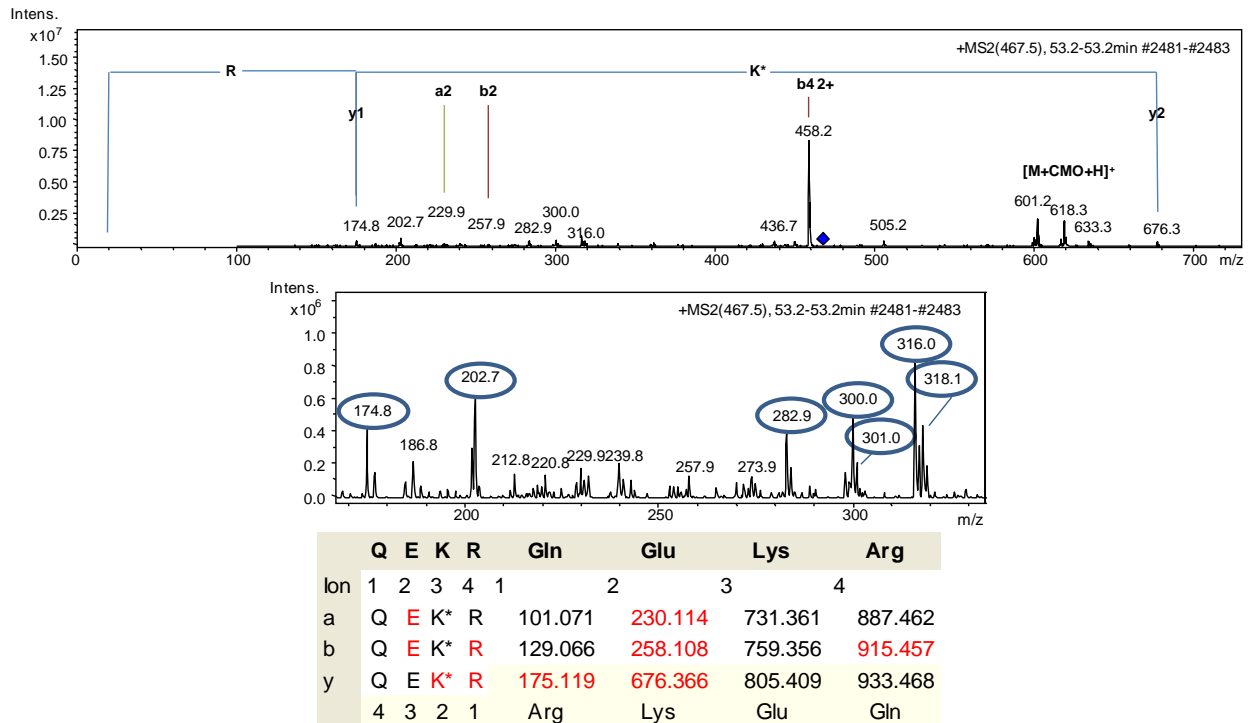 Intens.
x10⁷
+MS2(467.5), 53.2-53.2min #2481-#2483
1.50
1.25
1.00
0.75
0.50
0.25
R
K*
y1
a2
b2
b4 2+
y2
458.2
[M+CMO+H]⁺
174.8
202.7
229.9
257.9
282.9
300.0
316.0
436.7
505.2
601.2
618.3
633.3
676.3
0 100 200 300 400 500 600 700 m/z
Intens.
x10⁶
+MS2(467.5), 53.2-53.2min #2481-#2483
1.0
0.8
0.6
0.4
0.2
0.0
174.8
186.8
202.7
212.8
220.8
229.9
239.8
257.9
273.9
282.9
300.0
301.0
316.0
318.1
200 250 300 m/z
Q E K R Gln Glu Lys Arg
Ion 1 2 3 4 1 2 3 4
a Q E K* R 101.071 230.114 731.361 887.462
b Q E K* R 129.066 258.108 759.356 915.457
y Q E K* R 175.119 676.366 805.409 933.468
4 3 2 1 Arg Lys Glu Gln